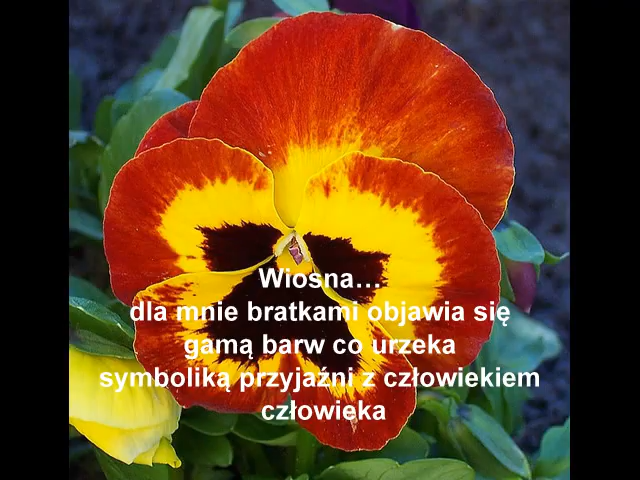 Wiosna…
dla mnie bratkami objawia się
gamą barw co urzeka
symboliką przyjaźni z człowiekiem
człowieka